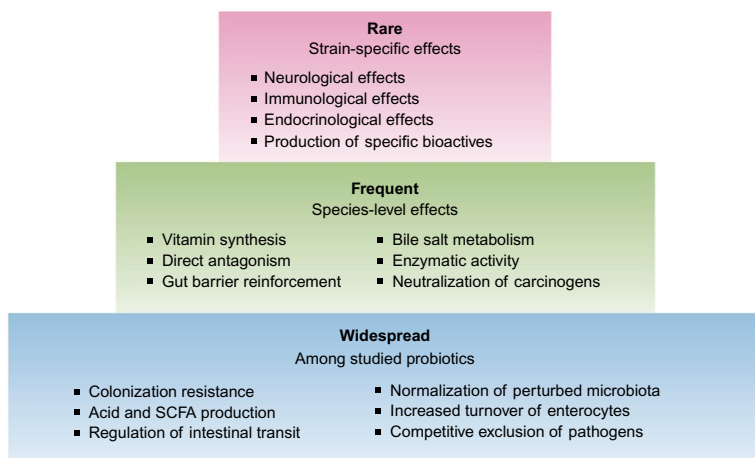 Rare
Strain-specific effects
▪ Neurological effects
▪ Immunological effects
▪ Endocrinological effects
▪ Production of specific bioactives
Frequent
Species-level effects
▪ Vitamin synthesis
▪ Direct antagonism
▪ Gut barrier reinforcement
▪ Bile salt metabolism
▪ Enzymatic activity
▪ Neutralization of carcinogens
Widespread
Among studied probiotics
▪ Colonization resistance
▪ Acid and SCFA production
▪ Regulation of intestinal transit
▪ Normalization of perturbed microbiota
▪ Increased turnover of enterocytes
▪ Competitive exclusion of pathogens